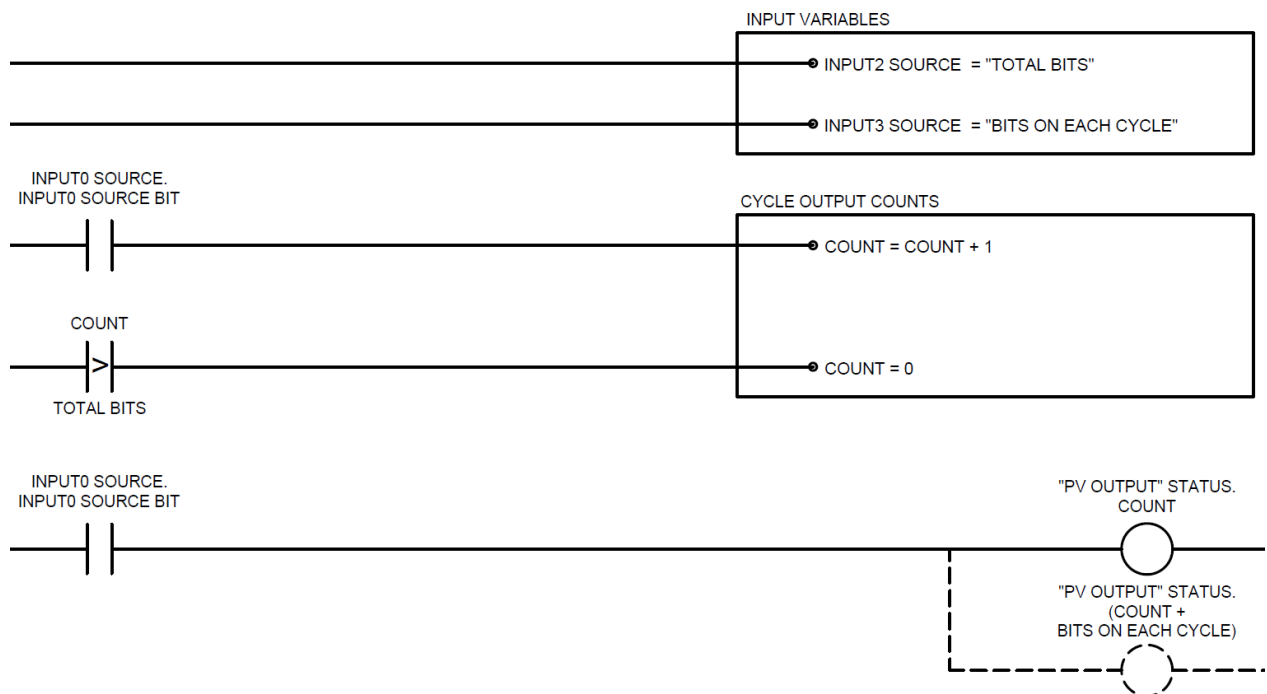 INPUT VARIABLES
INPUT2 SOURCE = "TOTAL BITS"
INPUT3 SOURCE = "BITS ON EACH CYCLE"
INPUT0 SOURCE.
INPUT0 SOURCE BIT
CYCLE OUTPUT COUNTS
COUNT = COUNT + 1
COUNT
>
TOTAL BITS
COUNT = 0
INPUT0 SOURCE.
INPUT0 SOURCE BIT
"PV OUTPUT" STATUS.
COUNT
"PV OUTPUT" STATUS.
(COUNT +
BITS ON EACH CYCLE)